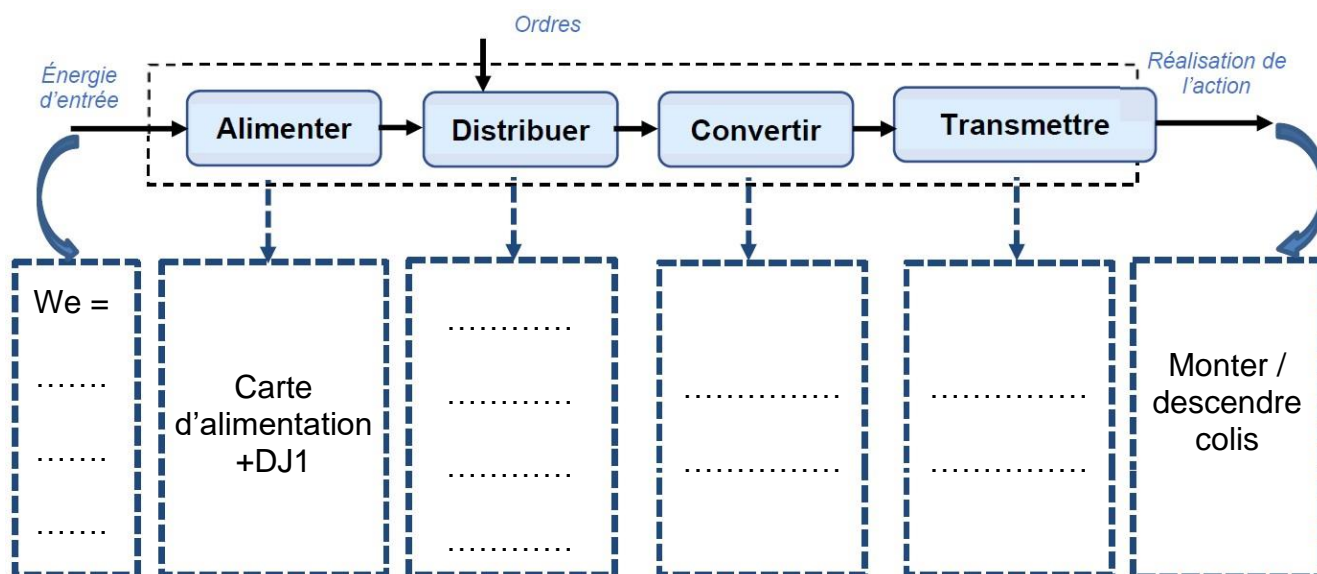 Ordres
Énergie
d'entrée
Réalisation de
l'action
Alimenter
Distribuer
Convertir
Transmettre
We =
.......
.......
.......
Carte
d'alimentation
+DJ1
............
............
............
............
..............
..............
..............
..............
Monter /
descendre
colis